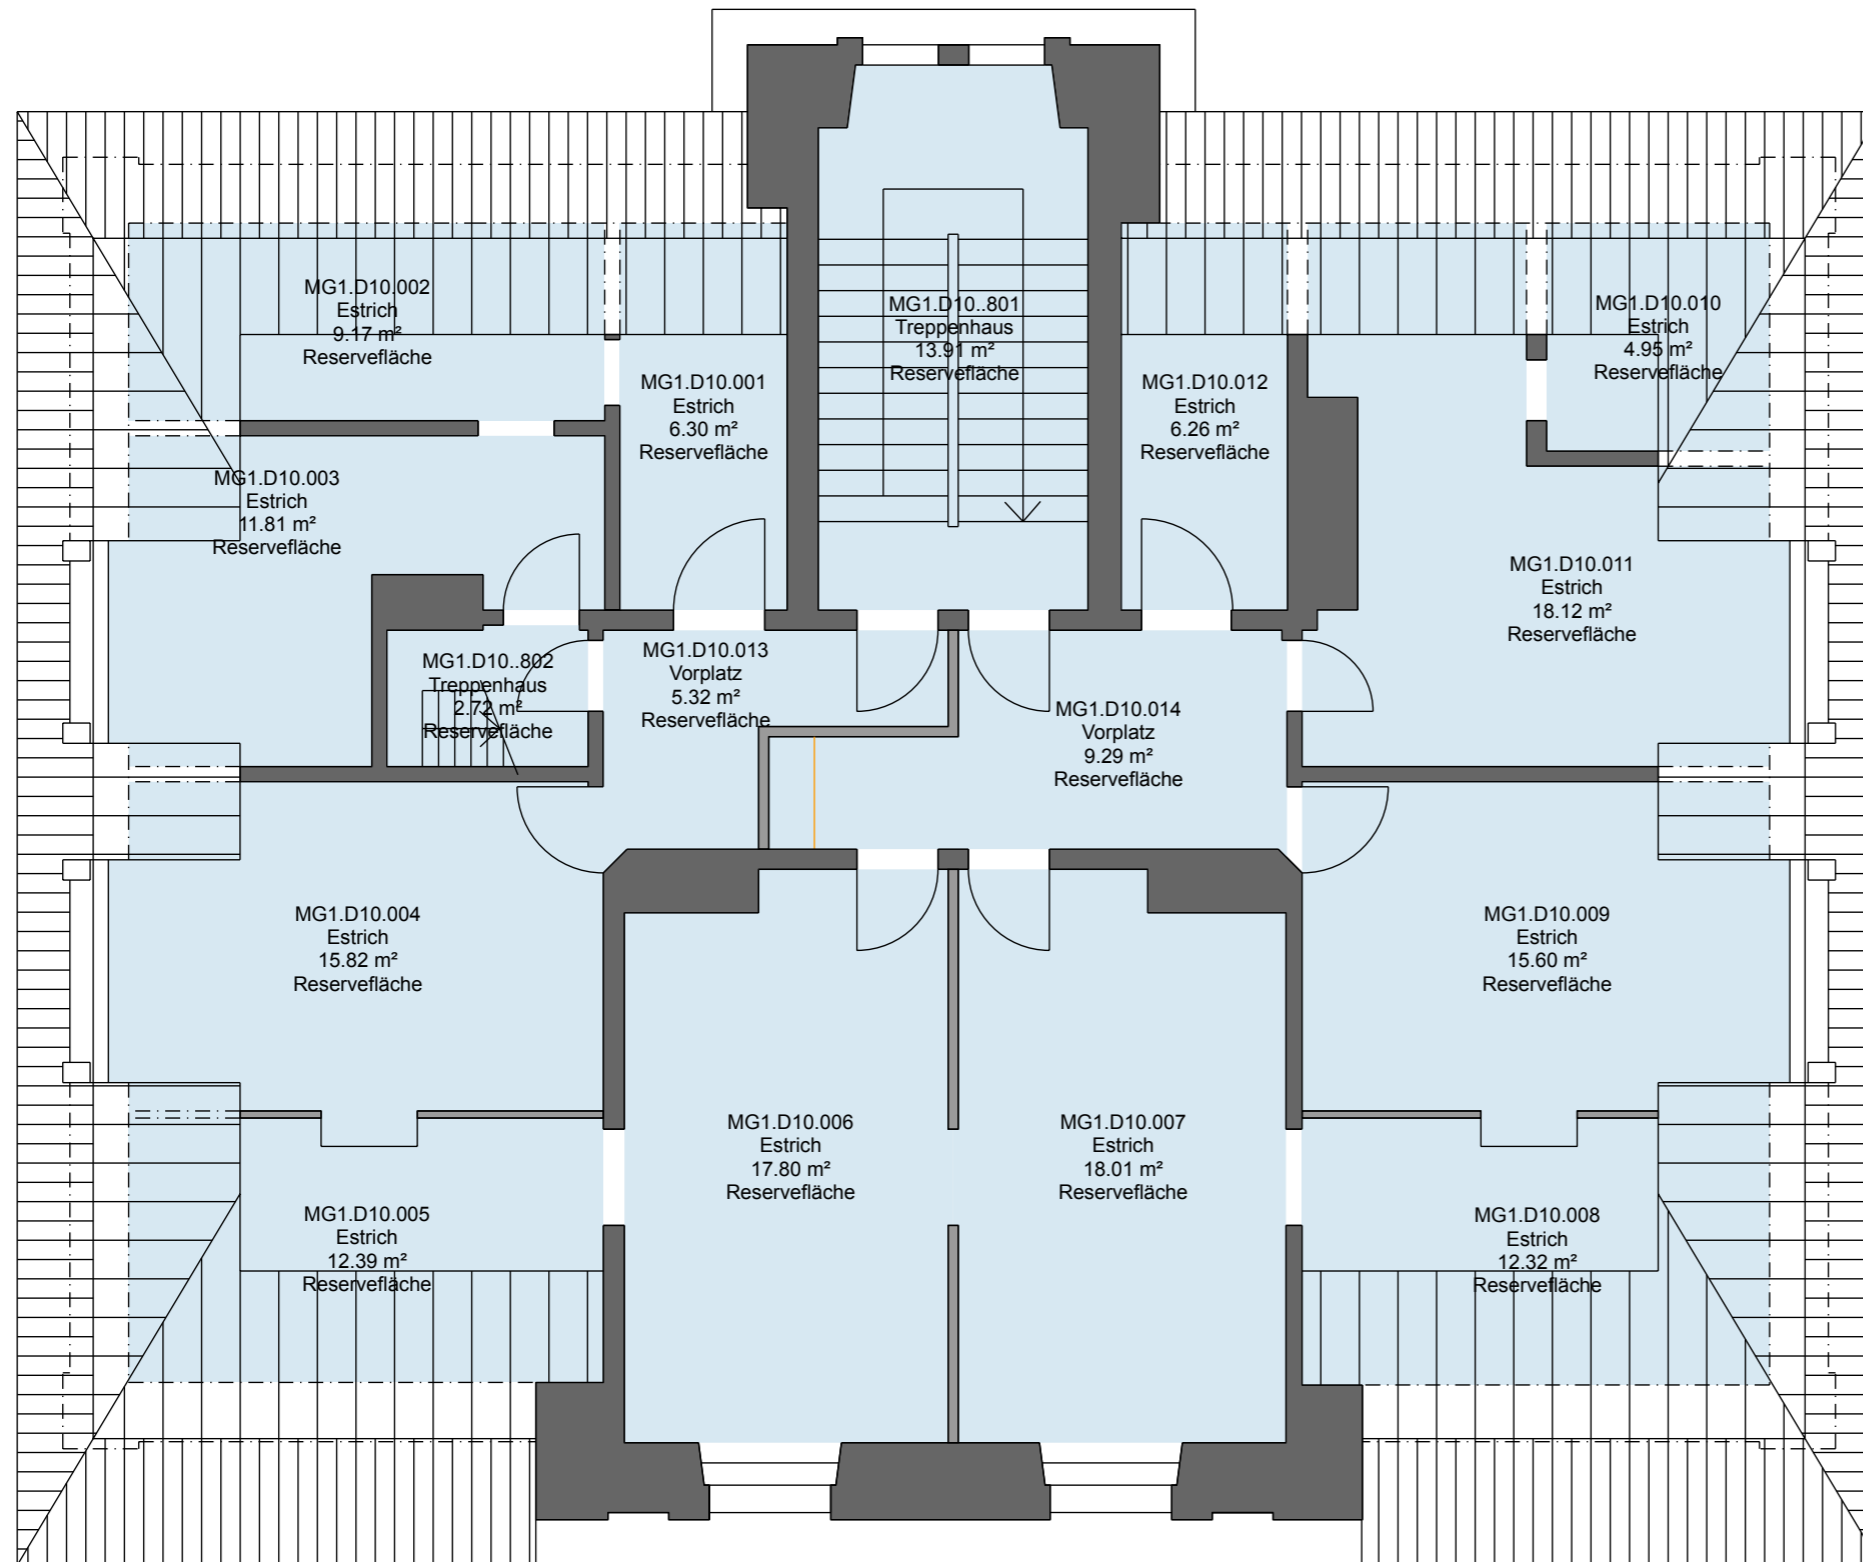 MG1.D10.002
Estrich
9.17 m²
Reservefläche
MG1.D10..801
Treppenhaus
13.91 m²
Reservefläche
MG1.D10.010
Estrich
4.95 m²
Reservefläche
MG1.D10.001
Estrich
6.30 m²
Reservefläche
MG1.D10.012
Estrich
6.26 m²
Reservefläche
MG1.D10.003
Estrich
11.81 m²
Reservefläche
MG1.D10.011
Estrich
18.12 m²
Reservefläche
MG1.D10..802
Treppenhaus
2.72 m²
Reservefläche
MG1.D10.013
Vorplatz
5.32 m²
Reservefläche
MG1.D10.014
Vorplatz
9.29 m²
Reservefläche
MG1.D10.004
Estrich
15.82 m²
Reservefläche
MG1.D10.009
Estrich
15.60 m²
Reservefläche
MG1.D10.006
Estrich
17.80 m²
Reservefläche
MG1.D10.007
Estrich
18.01 m²
Reservefläche
MG1.D10.005
Estrich
12.39 m²
Reservefläche
MG1.D10.008
Estrich
12.32 m²
Reservefläche